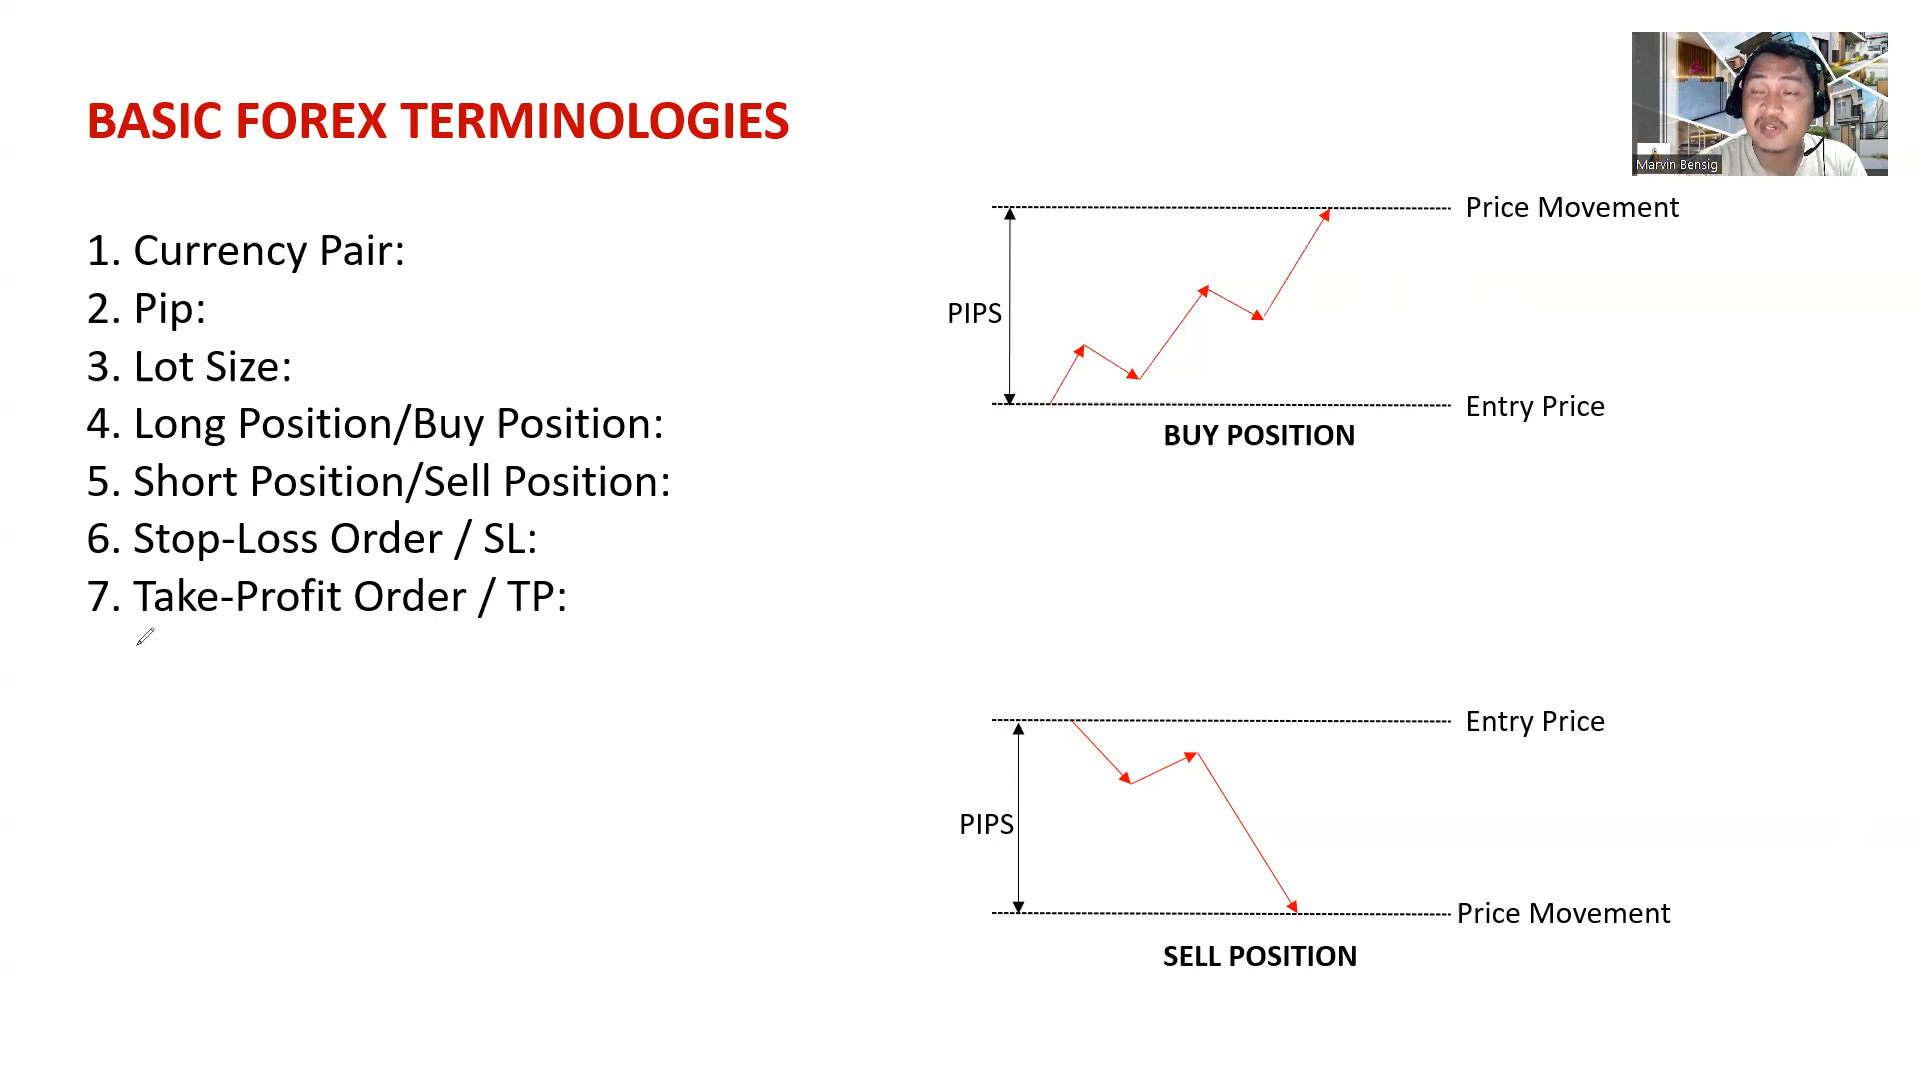 BASIC FOREX TERMINOLOGIES
1. Currency Pair:
2. Pip:
3. Lot Size:
4. Long Position/Buy Position:
5. Short Position/Sell Position:
6. Stop-Loss Order / SL:
7. Take-Profit Order / TP:
Marvin Bensig
Price Movement
PIPS
Entry Price
BUY POSITION
Entry Price
PIPS
Price Movement
SELL POSITION